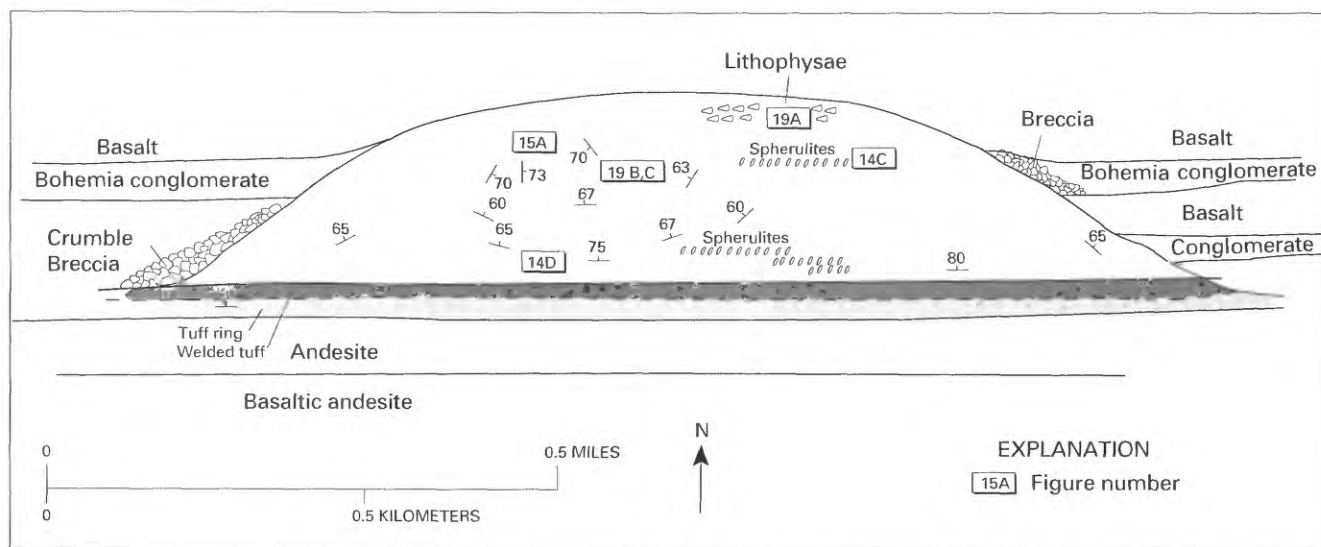 Lithophysae
19A
Breccia
Basalt
Bohemia conglomerate
Basalt
Conglomerate
Basalt
Bohemia conglomerate
Crumble
Breccia
15A
70
73
70
19 B,C
63
Spherulites
14C
67
60
60
65
65
67
Spherulites
65
14D
75
80
Tuff ring
Welded tuff
Andesite
Basaltic andesite
0
0.5 MILES
0
0.5 KILOMETERS
N
EXPLANATION
15A Figure number